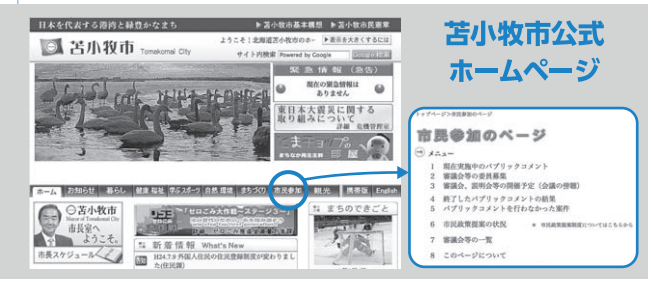 日本を代表する港湾と緑豊かなまち
▶苫小牧市基本構想 ▶苫小牧市民憲章
苫小牧市 Tomakomai City
ようこそ！北海道苫小牧市のホー
▶表示を大きくするには
サイト内検索 Powered by Google Google 検索
緊急情報（急告）
現在の緊急情報は
ありません
東日本大震災に関する
取り組みについて
詳細 危機管理室
とまチョップの
まちなか再生
部屋
ホーム お知らせ 暮らし 健康 福祉 学ぶスポーツ 自然 環境 まちづくり 市民参加 観光 携帯版 English
苫小牧市
Mayor of Tomakomai City
市長室へ
ようこそ。
市長スケジュール
053
「ゼロごみ大作戦～ステージ3～」
新着情報 What's New
H24.7.9 外国人住民の住民登録制度が変わりまし
た(住民課)
まちのできごと
苫小牧市公式
ホームページ
トップページ>市民参加のページ
市民参加のページ
メニュー
1 現在実施中のパブリックコメント
2 審議会等の委員募集
3 審議会、説明会等の開催予定（会議の傍聴）
4 終了したパブリックコメントの結果
5 パブリックコメントを行わなかった案件
6 市民政策提案の状況 ＊ 市民政策提案制度についてはこちらから
7 審議会等の一覧
8 このページについて